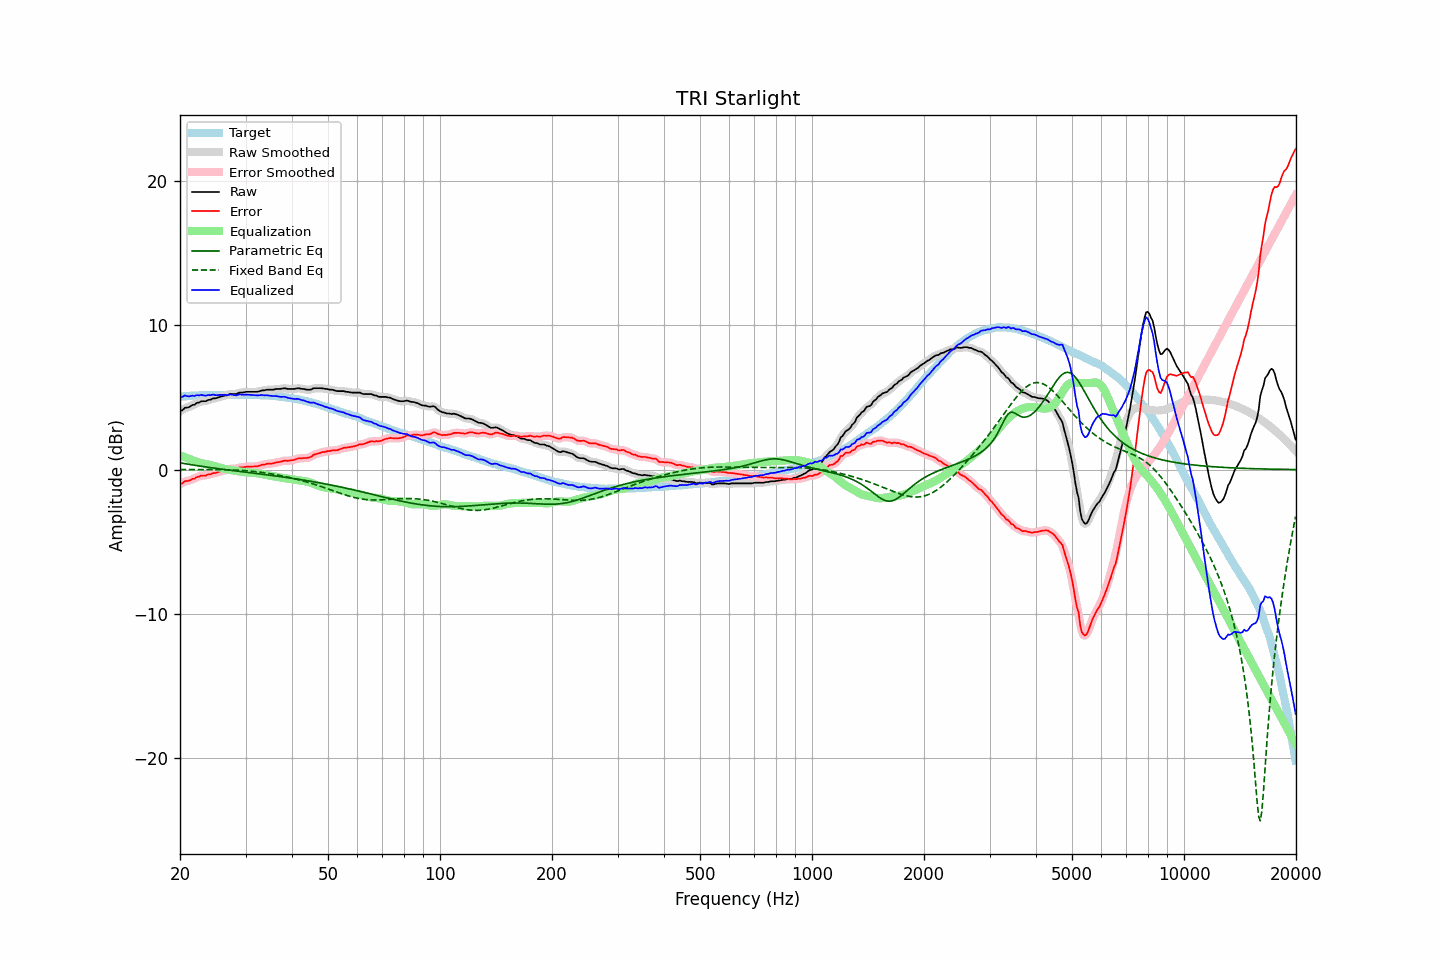 TRI Starlight
Target
Raw Smoothed
Error Smoothed
Raw
Error
Equalization
Parametric Eq
Fixed Band Eq
Equalized
Amplitude (dBr)
20
10
0
−10
−20
20 50 100 200 500 1000 2000 5000 10000 20000
Frequency (Hz)